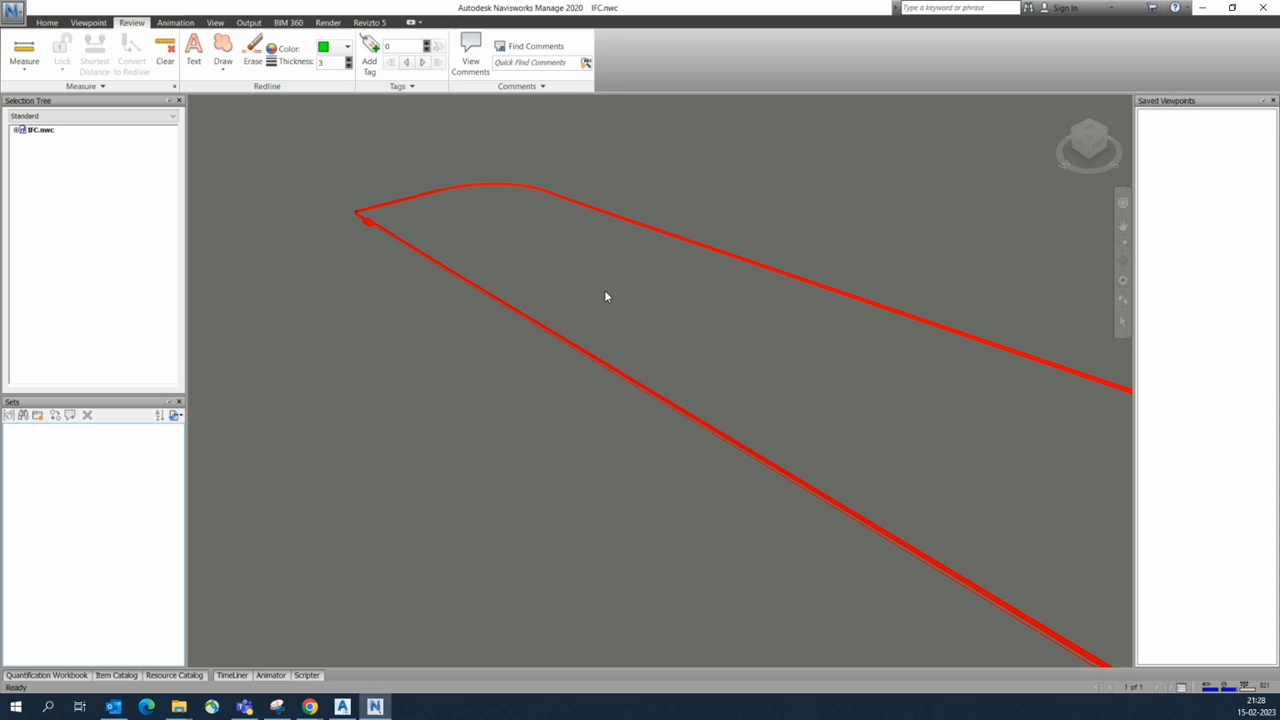 Autodesk Navisworks Manage 2020 IFC.nwc
Type a keyword or phrase
Sign In
Home Viewpoint Review Animation View Output BIM 360 Render Revizto 5
Measure
Lock
Shortest Distance
Convert to Redline
Clear
Text
Draw
Erase
Color:
Thickness: 3
Add Tag
0
View Comments
Find Comments
Quick Find Comments
Measure
Redline
Tags
Comments
Selection Tree
Standard
IFC.nwc
Sets
Saved Viewpoints
Quantification Workbook Item Catalog Resource Catalog TimeLiner Animator Scripter
Ready
1 of 1
821
21:28
15-02-2023